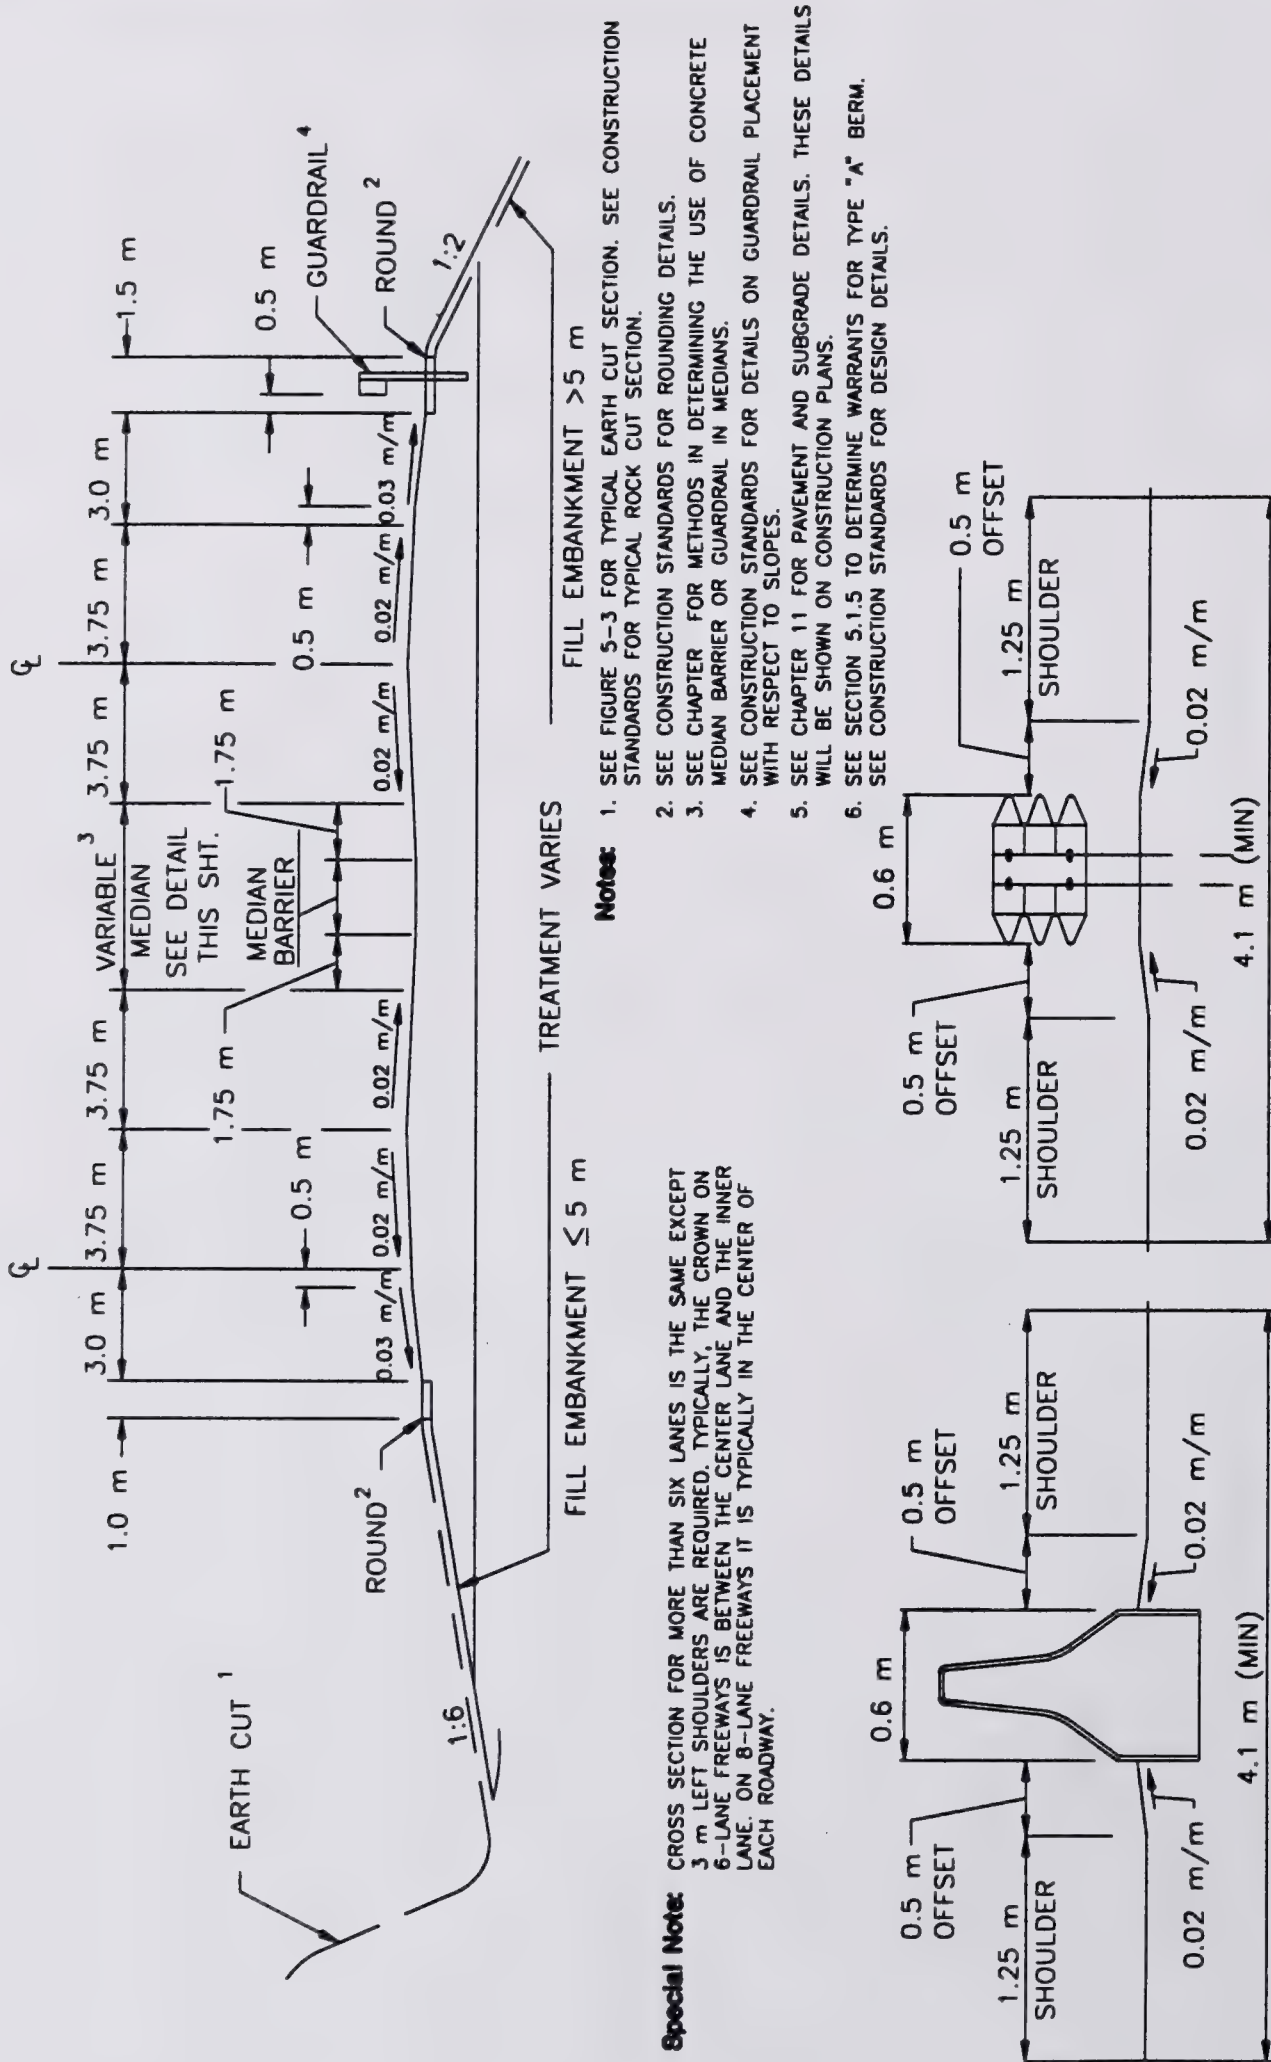 ℄
℄
1.0 m
3.0 m
3.75 m
3.75 m
VARIABLE 3
MEDIAN
SEE DETAIL
THIS SHT.
3.75 m
3.75 m
3.0 m
1.5 m
0.5 m
1.75 m
MEDIAN
BARRIER
1.75 m
0.5 m
0.5 m
GUARDRAIL 4
ROUND 2
0.03 m/m
0.02 m/m
0.02 m/m
0.02 m/m
0.02 m/m
0.03 m/m
EARTH CUT 1
ROUND 2
1:6
1:2
FILL EMBANKMENT ≤ 5 m
TREATMENT VARIES
FILL EMBANKMENT >5 m
Special Note: CROSS SECTION FOR MORE THAN SIX LANES IS THE SAME EXCEPT
3 m LEFT SHOULDERS ARE REQUIRED. TYPICALLY, THE CROWN ON
6-LANE FREEWAYS IS BETWEEN THE CENTER LANE AND THE INNER
LANE. ON 8-LANE FREEWAYS IT IS TYPICALLY IN THE CENTER OF
EACH ROADWAY.
Notes: 1. SEE FIGURE 5-3 FOR TYPICAL EARTH CUT SECTION. SEE CONSTRUCTION
STANDARDS FOR TYPICAL ROCK CUT SECTION.
2. SEE CONSTRUCTION STANDARDS FOR ROUNDING DETAILS.
3. SEE CHAPTER FOR METHODS IN DETERMINING THE USE OF CONCRETE
MEDIAN BARRIER OR GUARDRAIL IN MEDIANS.
4. SEE CONSTRUCTION STANDARDS FOR DETAILS ON GUARDRAIL PLACEMENT
WITH RESPECT TO SLOPES.
5. SEE CHAPTER 11 FOR PAVEMENT AND SUBGRADE DETAILS. THESE DETAILS
WILL BE SHOWN ON CONSTRUCTION PLANS.
6. SEE SECTION 5.1.5 TO DETERMINE WARRANTS FOR TYPE "A" BERM.
SEE CONSTRUCTION STANDARDS FOR DESIGN DETAILS.
0.6 m
0.5 m
OFFSET
0.5 m
OFFSET
1.25 m
SHOULDER
1.25 m
SHOULDER
0.02 m/m
0.02 m/m
4.1 m (MIN)
0.6 m
0.5 m
OFFSET
0.5 m
OFFSET
1.25 m
SHOULDER
1.25 m
SHOULDER
0.02 m/m
0.02 m/m
4.1 m (MIN)